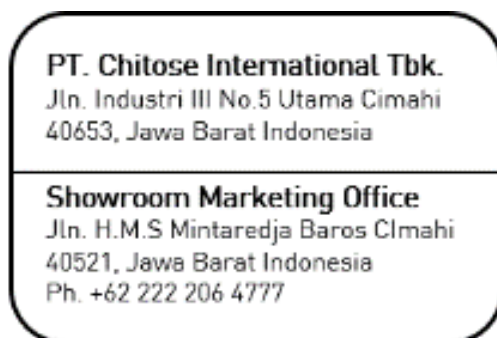 PT. Chitose International Tbk.
Jln. Industri III No.5 Utama Cimahi
40653, Jawa Barat Indonesia
Showroom Marketing Office
Jln. H.M.S Mintaredja Baros CImahi
40521, Jawa Barat Indonesia
Ph. +62 222 206 4777